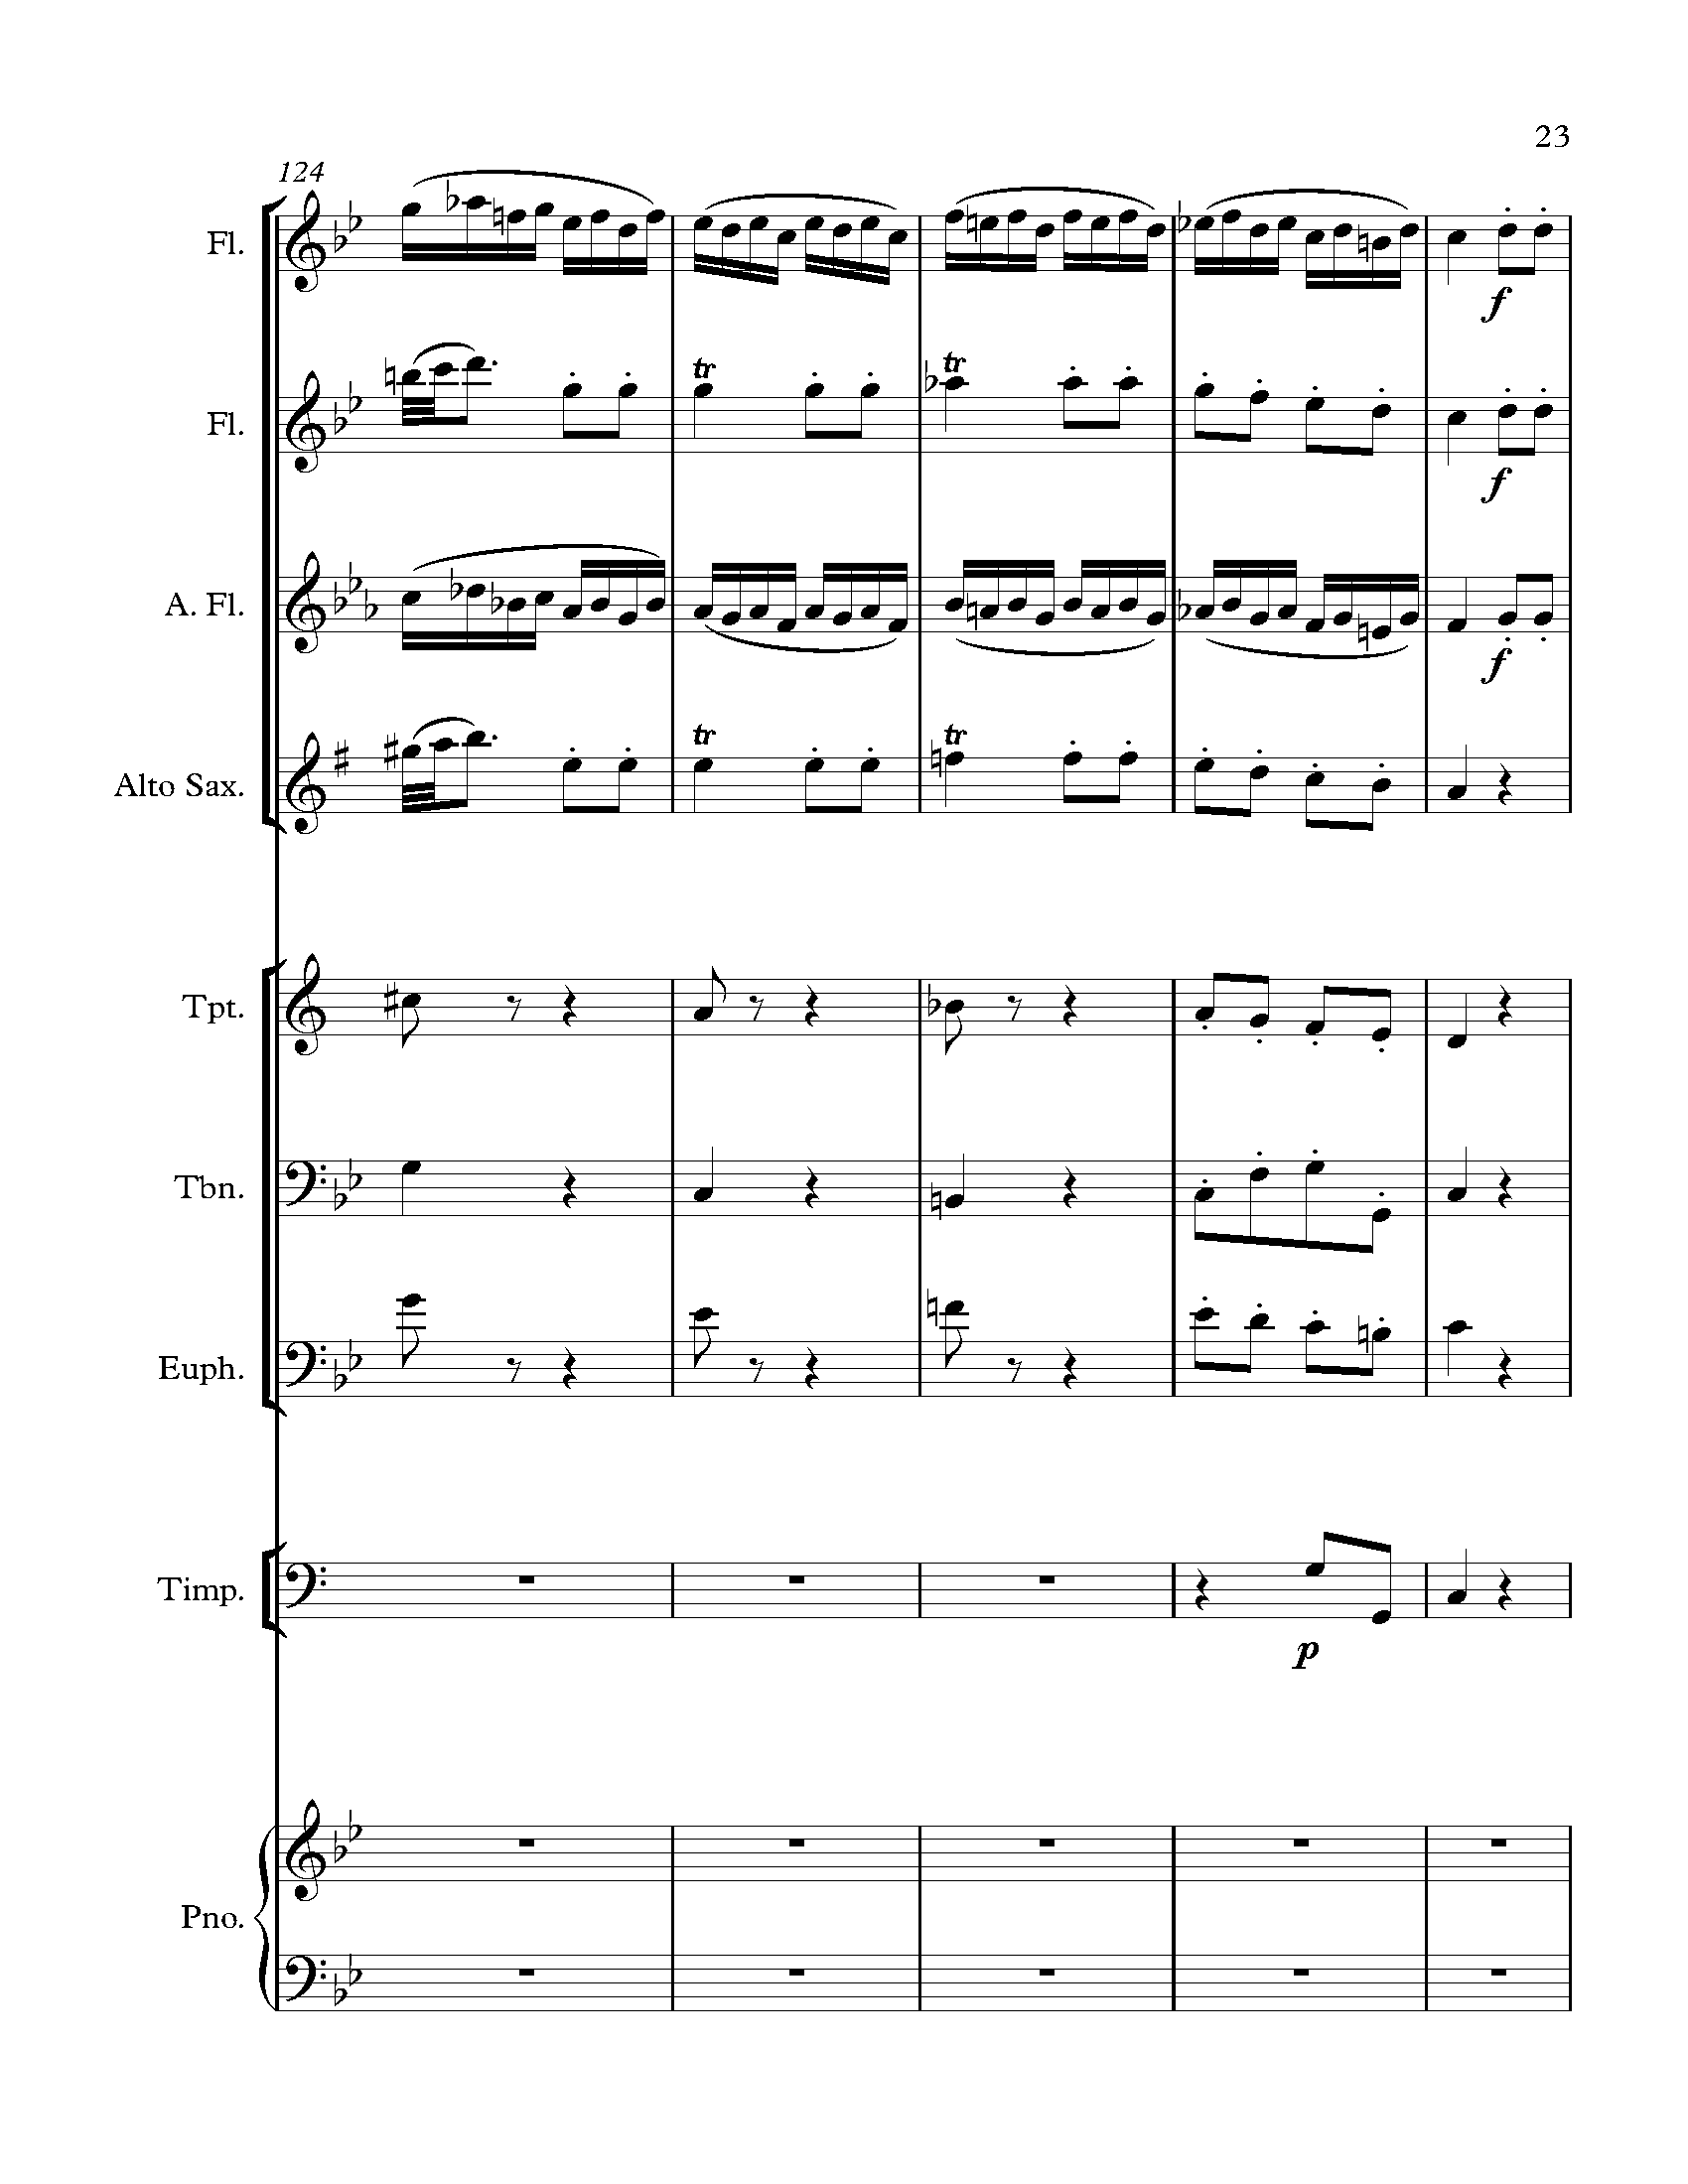 23
124
Fl.
f
Fl.
tr
tr
f
A. Fl.
f
Alto Sax.
tr
tr
Tpt.
Tbn.
Euph.
Timp.
p
Pno.